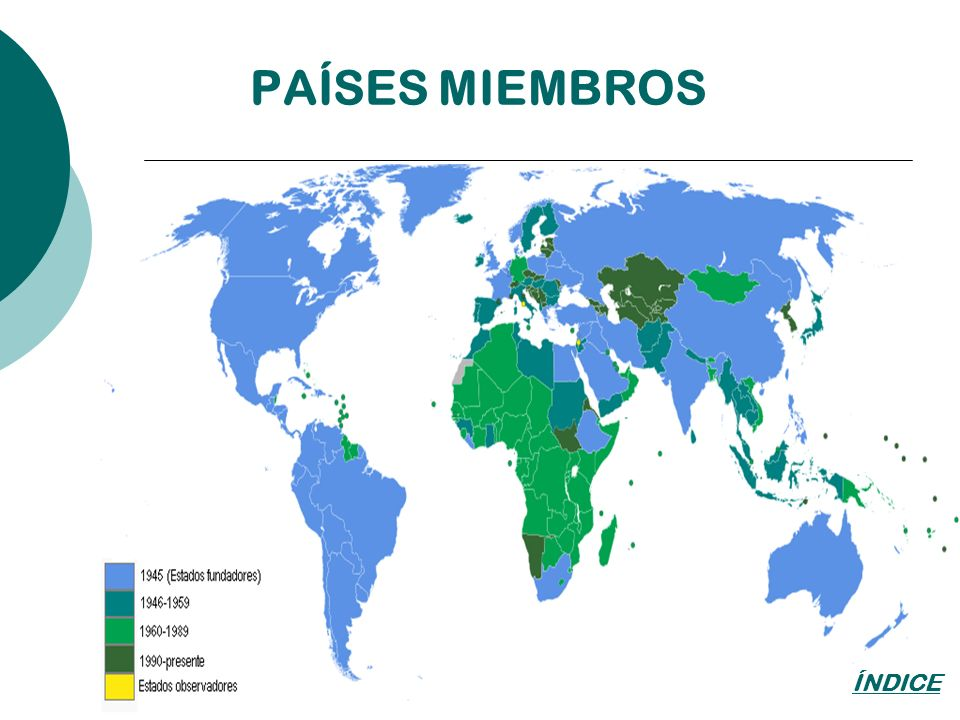 PAÍSES MIEMBROS
1945 (Estados fundadores)
1946-1959
1960-1989
1990-presente
Estados observadores
ÍNDICE